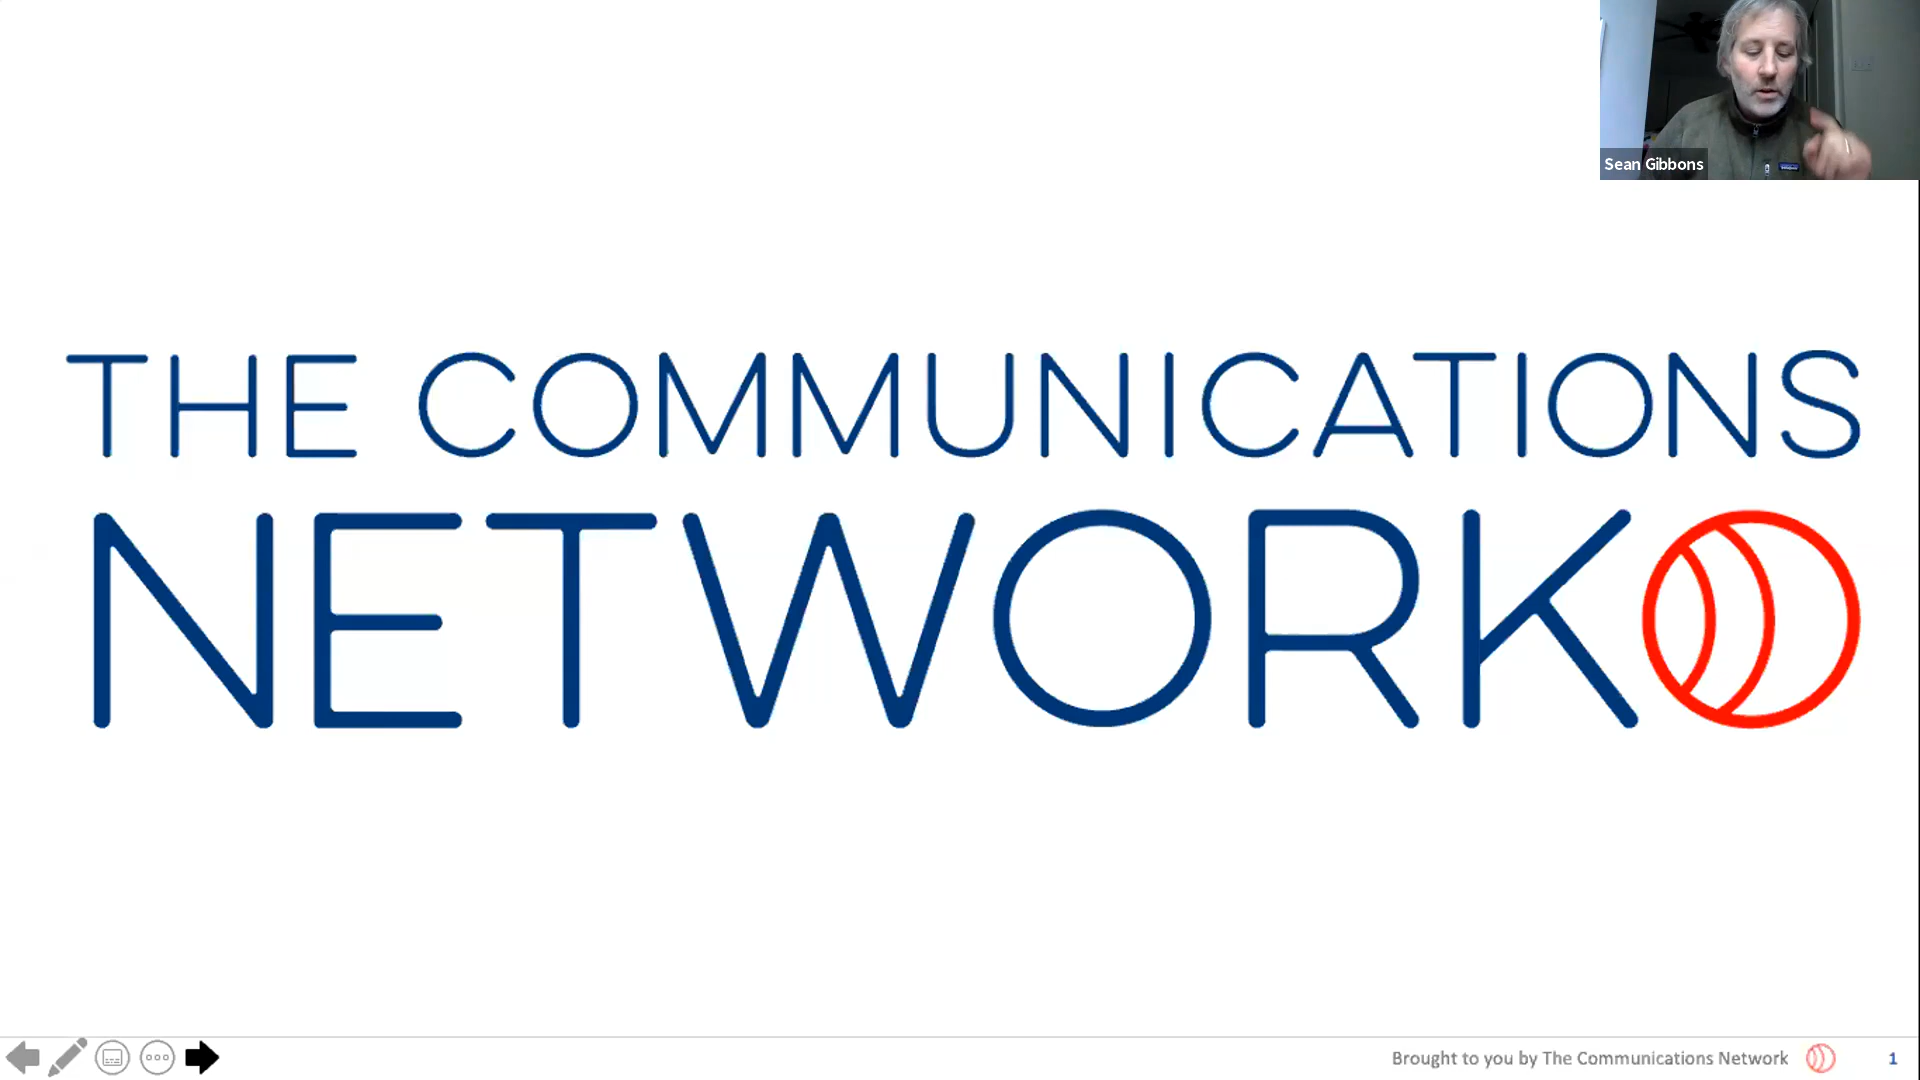 Sean Gibbons
THE COMMUNICATIONS
NETWORK
Brought to you by The Communications Network
1